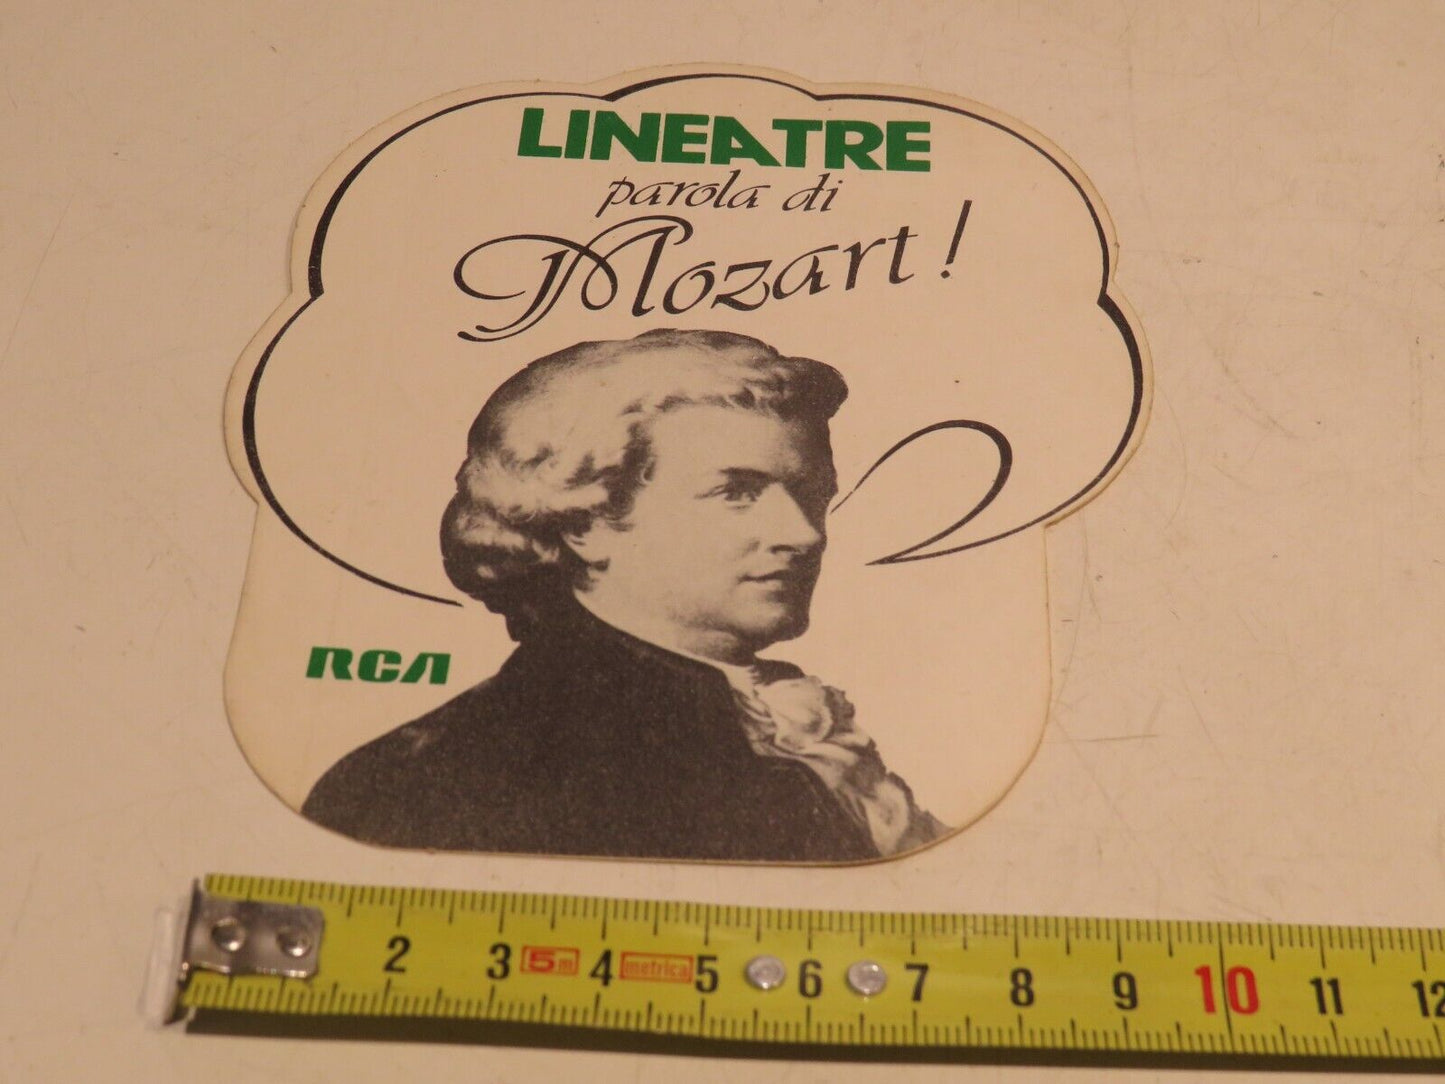 LINEATRE
parola di
Mozart!
RCA
2 3 5m 4 metrica 5 6 7 8 9 10 11 12